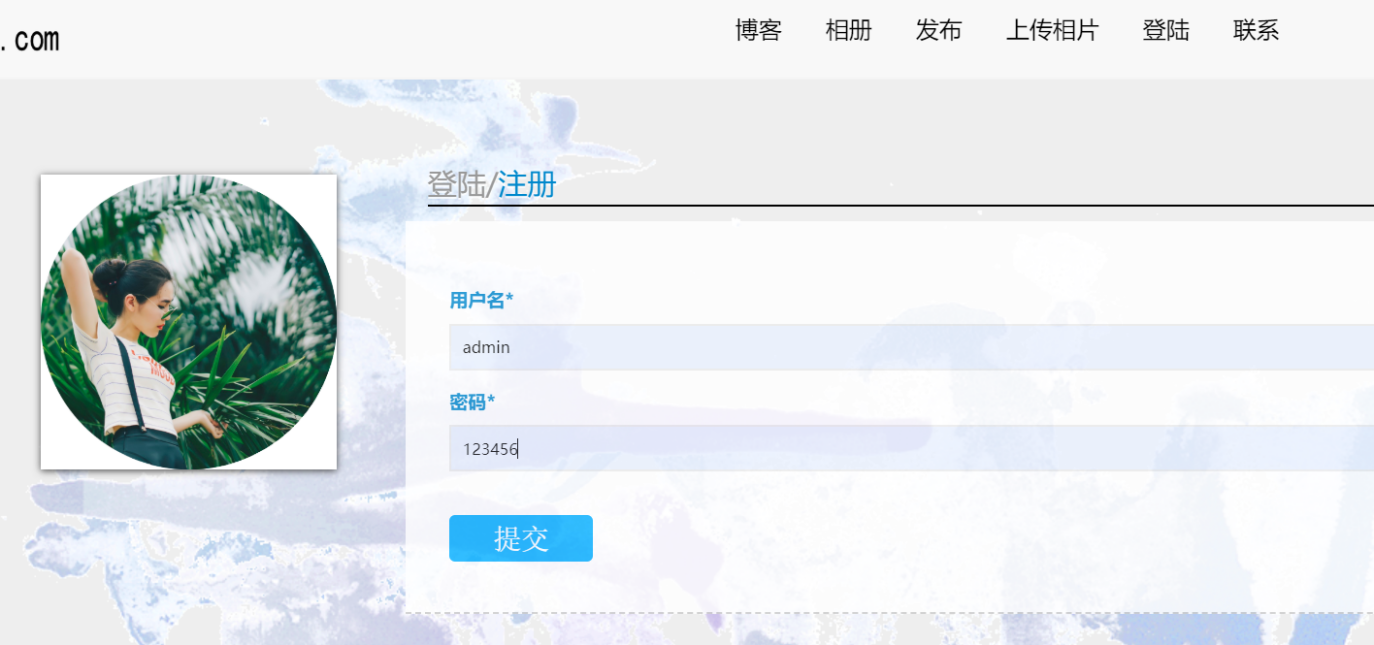 . com
博客 相册 发布 上传相片 登陆 联系
登陆/注册
用户名*
admin
密码*
123456
提交